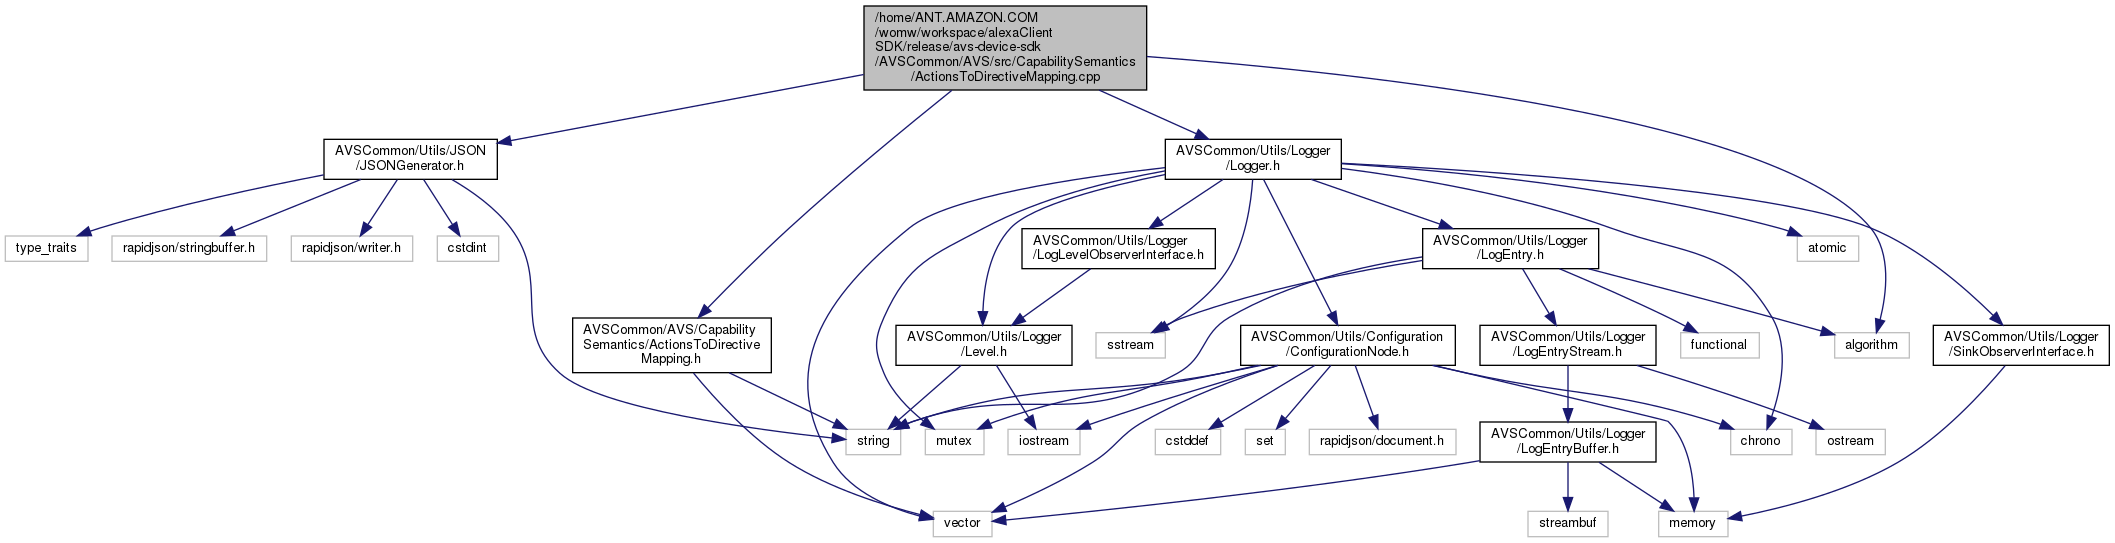 /home/ANT.AMAZON.COM
/womw/workspace/alexaClient
SDK/release/avs-device-sdk
/AVSCommon/AVS/src/CapabilitySemantics
/ActionsToDirectiveMapping.cpp
AVSCommon/Utils/JSON
/JSONGenerator.h
AVSCommon/Utils/Logger
/Logger.h
type_traits
rapidjson/stringbuffer.h
rapidjson/writer.h
cstdint
AVSCommon/Utils/Logger
/LogLevelObserverInterface.h
AVSCommon/Utils/Logger
/LogEntry.h
atomic
AVSCommon/AVS/Capability
Semantics/ActionsToDirective
Mapping.h
AVSCommon/Utils/Logger
/Level.h
sstream
AVSCommon/Utils/Configuration
/ConfigurationNode.h
AVSCommon/Utils/Logger
/LogEntryStream.h
functional
algorithm
AVSCommon/Utils/Logger
/SinkObserverInterface.h
string
mutex
iostream
cstddef
set
rapidjson/document.h
AVSCommon/Utils/Logger
/LogEntryBuffer.h
chrono
ostream
vector
streambuf
memory